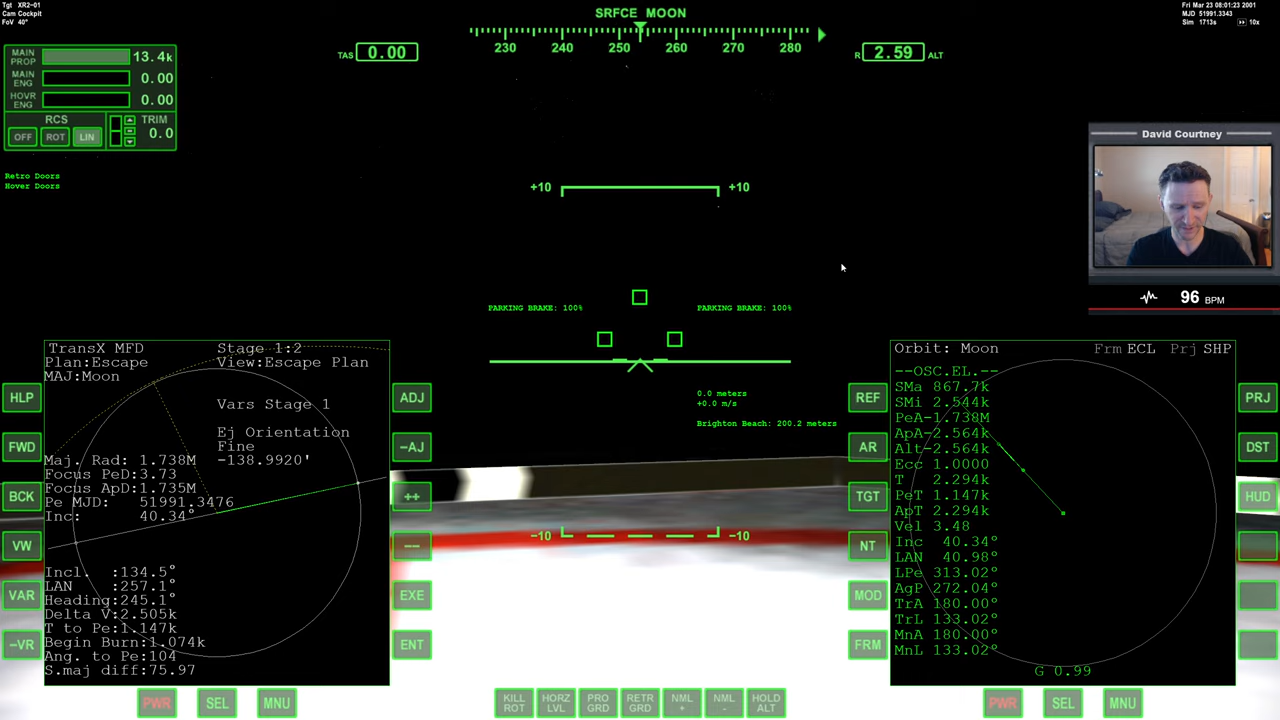 Tgt XR2-01
Cam Cockpit
FoV 40°
SRFCE MOON
Fri Mar 23 08:01:23 2001
MJD 51991.3343
Sim 1713s
10x
230 240 250 260 270 280
TAS 0.00
R 2.59 ALT
MAIN PROP 13.4k
MAIN ENG 0.00
HOVR ENG 0.00
RCS
TRIM
OFF ROT LIN
0.0
Retro Doors
Hover Doors
David Courtney
96 BPM
+10 +10
PARKING BRAKE: 100% PARKING BRAKE: 100%
0.0 meters
+0.0 m/s
Brighton Beach: 200.2 meters
-10 -10
HLP
FWD
BCK
VW
VAR
-VR
TransX MFD Stage 1:2
Plan:Escape View:Escape Plan
MAJ:Moon
Vars Stage 1
Ej Orientation
Fine
-138.9920'
Maj. Rad: 1.738M
Focus PeD:3.73
Focus ApD:1.735M
Pe MJD: 51991.3476
Inc: 40.34°
Incl. :134.5°
LAN :257.1°
Heading:245.1°
Delta V:2.505k
T to Pe:1.147k
Begin Burn:1.074k
Ang. to Pe:104
S.maj diff:75.97
ADJ
-AJ
++
--
EXE
ENT
PWR SEL MNU
KILL ROT
HORZ LVL
PRO GRD
RETR GRD
NML +
NML -
HOLD ALT
REF
AR
TGT
NT
MOD
FRM
Orbit: Moon Frm ECL Prj SHP
--OSC.EL.--
SMa 867.7k
SMi 2.544k
PeA-1.738M
ApA-2.564k
Alt-2.564k
Ecc 1.0000
T 2.294k
PeT 1.147k
ApT 2.294k
Vel 3.48
Inc 40.34°
LAN 40.98°
LPe 313.02°
AgP 272.04°
TrA 180.00°
TrL 133.02°
MnA 180.00°
MnL 133.02°
G 0.99
PRJ
DST
HUD
PWR SEL MNU